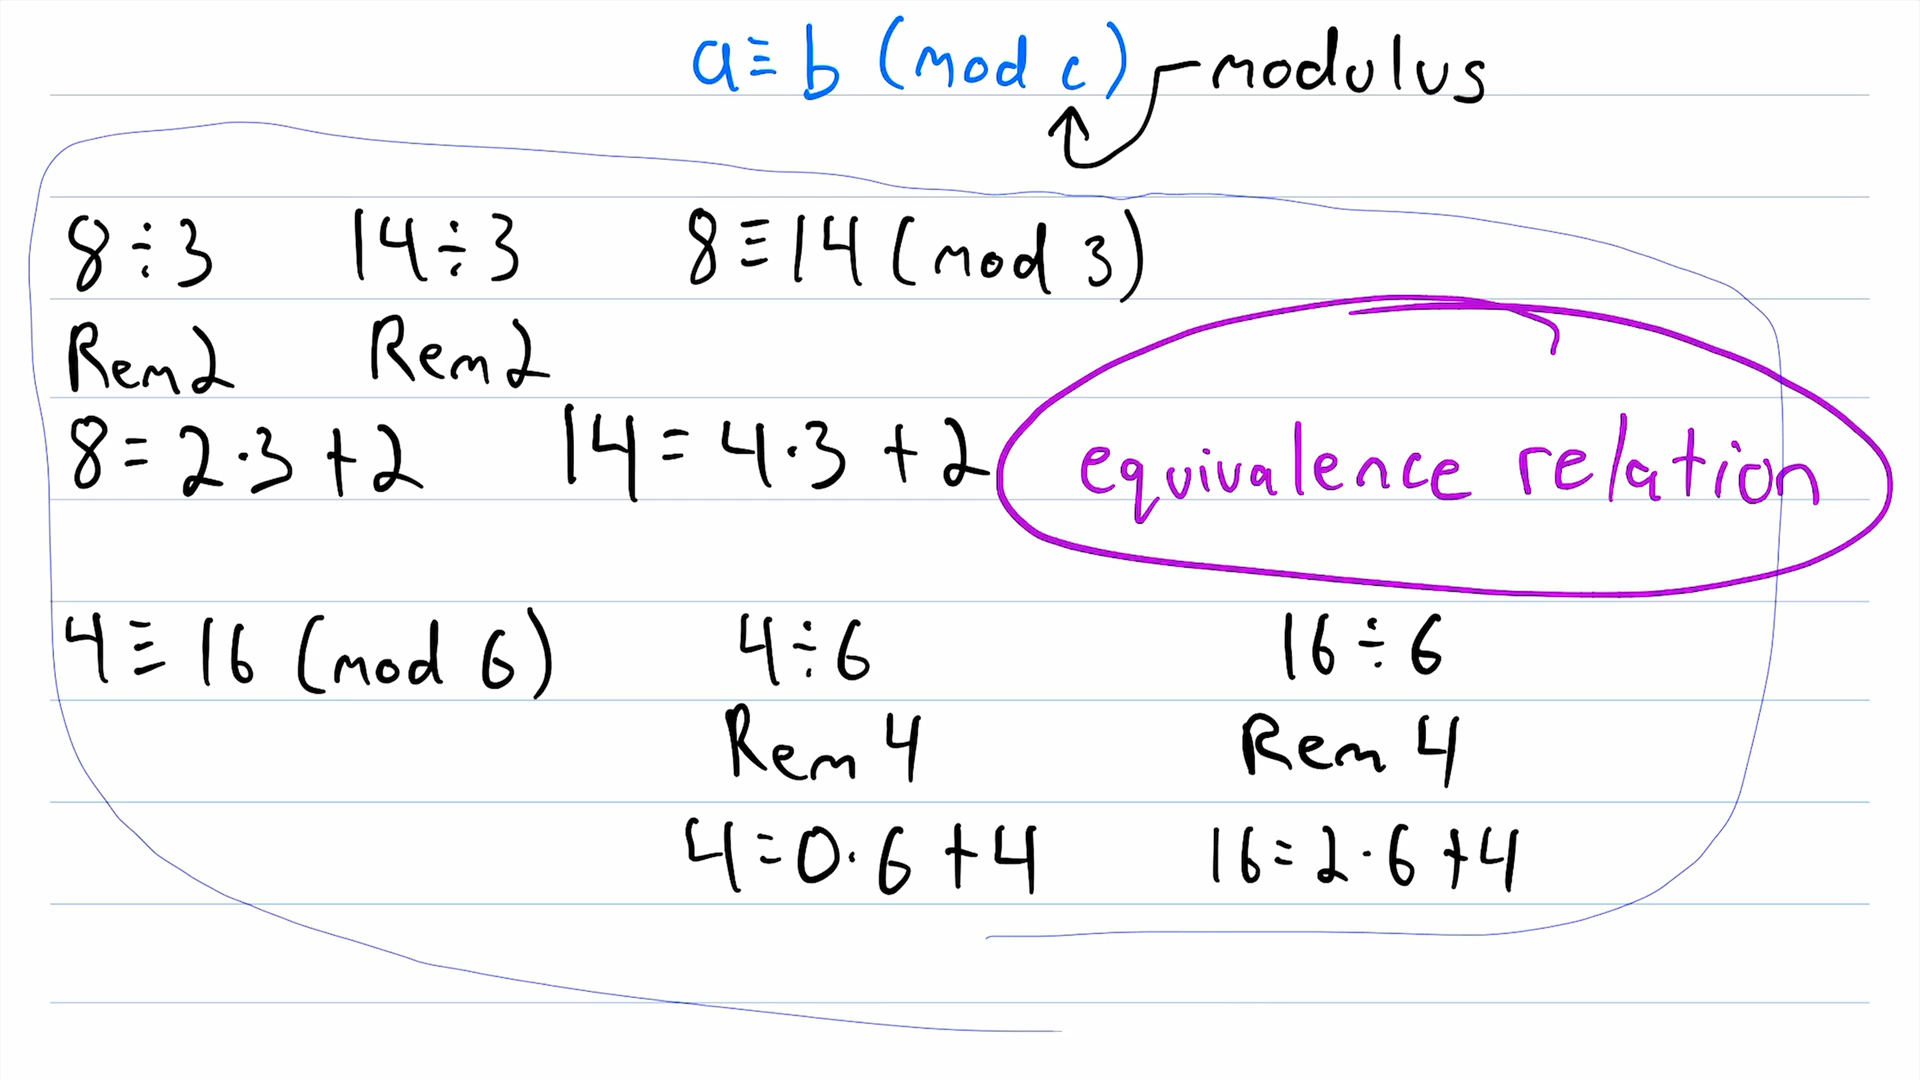 a ≡ b (mod c) modulus
8 ÷ 3 14 ÷ 3 8 ≡ 14 (mod 3)
Rem 2 Rem 2
8 = 2·3 + 2 14 = 4·3 + 2 equivalence relation
4 ≡ 16 (mod 6) 4 ÷ 6 16 ÷ 6
Rem 4 Rem 4
4 = 0·6 + 4 16 = 2·6 + 4